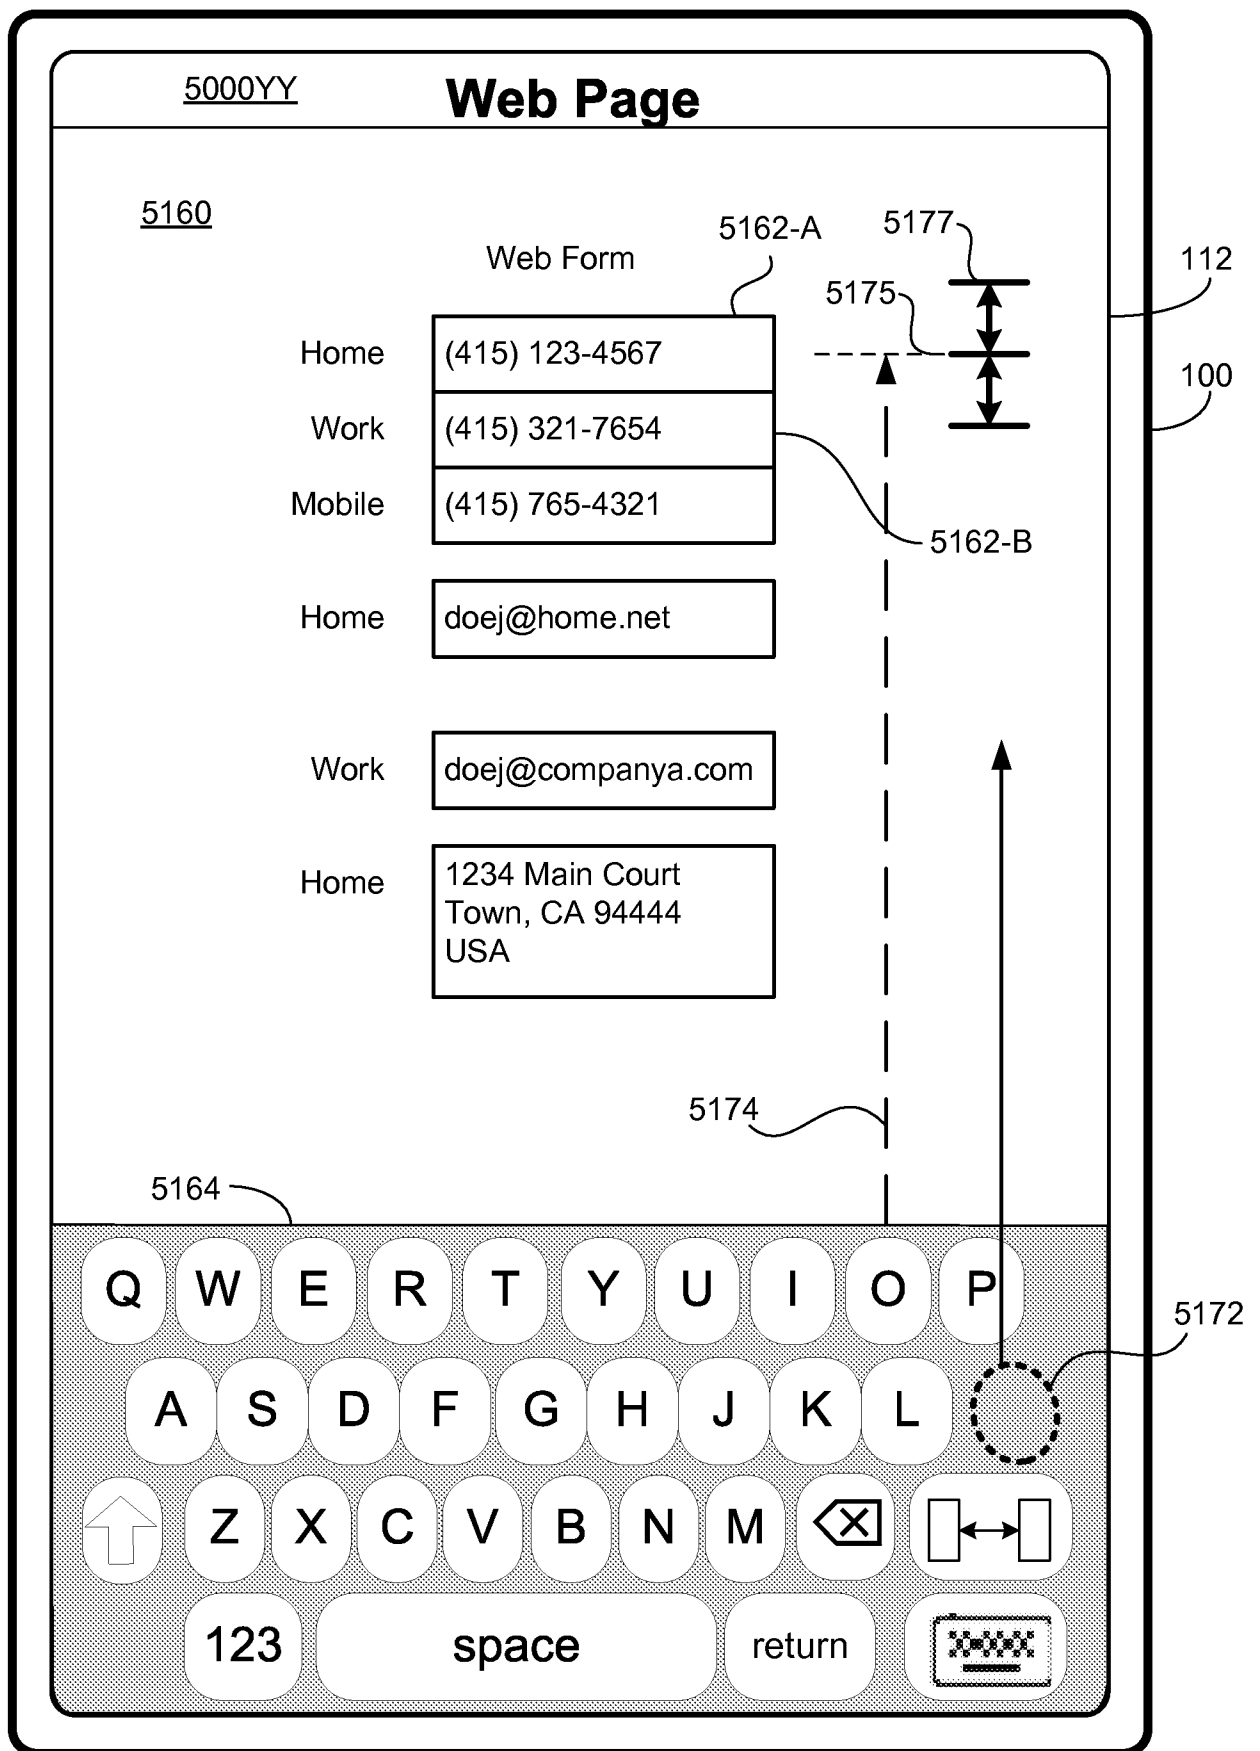 5000YY Web Page
5160
5162-A
5177
Web Form
112
5175
Home (415) 123-4567
100
Work (415) 321-7654
Mobile (415) 765-4321
5162-B
Home doej@home.net
Work doej@companya.com
Home 1234 Main Court
Town, CA 94444
USA
5174
5164
Q W E R T Y U I O P
5172
A S D F G H J K L
Z X C V B N M
123 space return